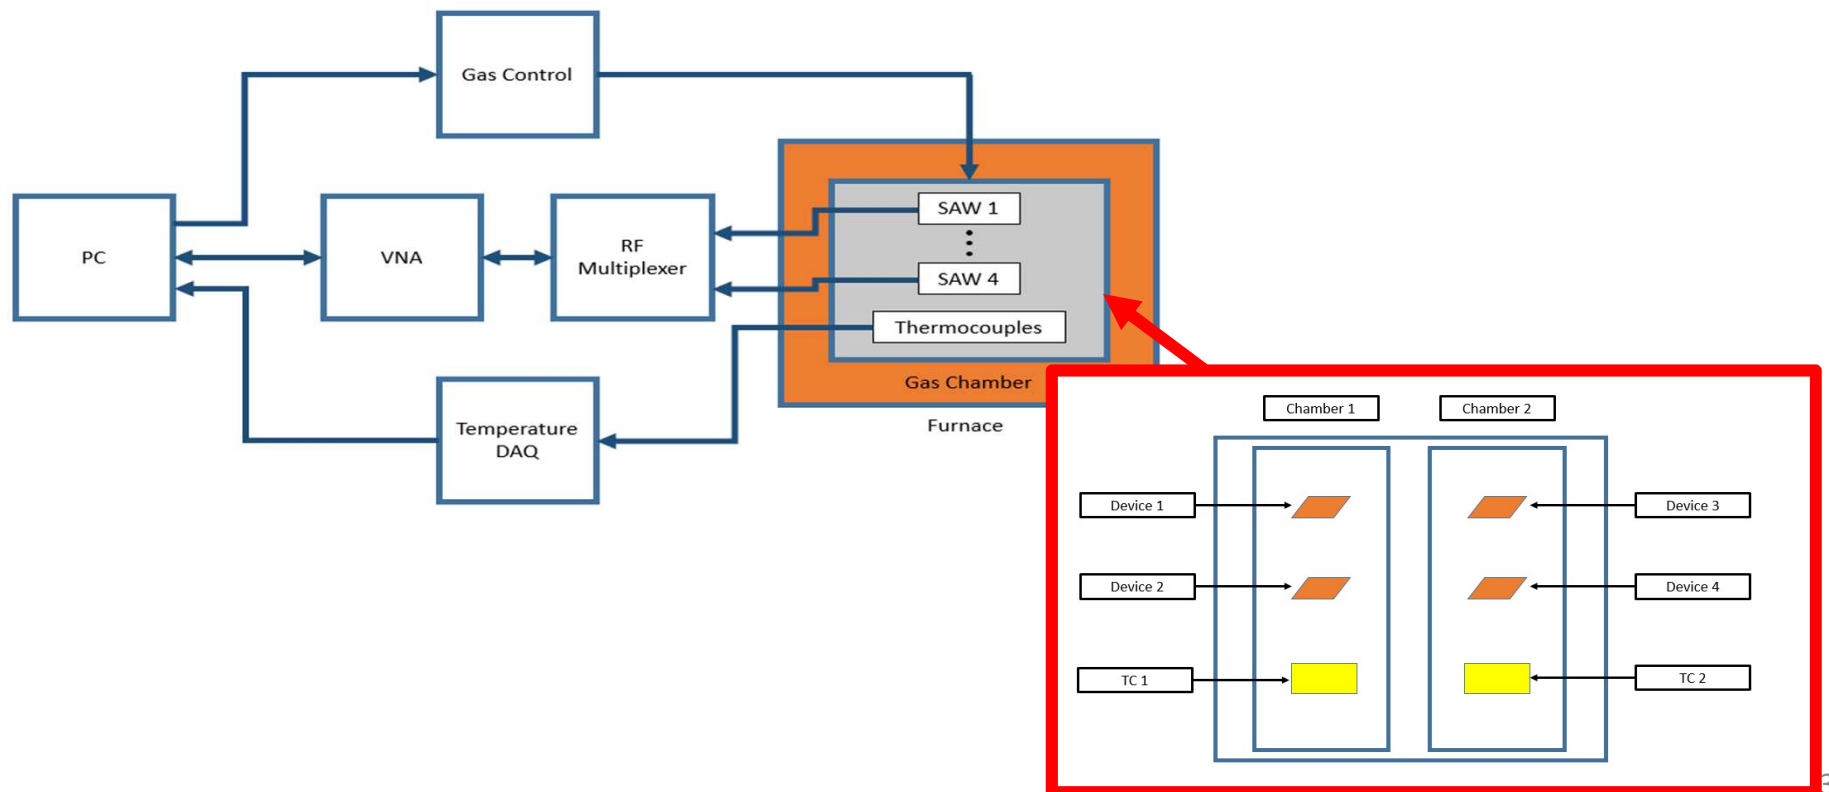 Gas Control
PC
VNA
RF
Multiplexer
SAW 1
SAW 4
Thermocouples
Gas Chamber
Furnace
Temperature
DAQ
Chamber 1
Chamber 2
Device 1
Device 3
Device 2
Device 4
TC 1
TC 2